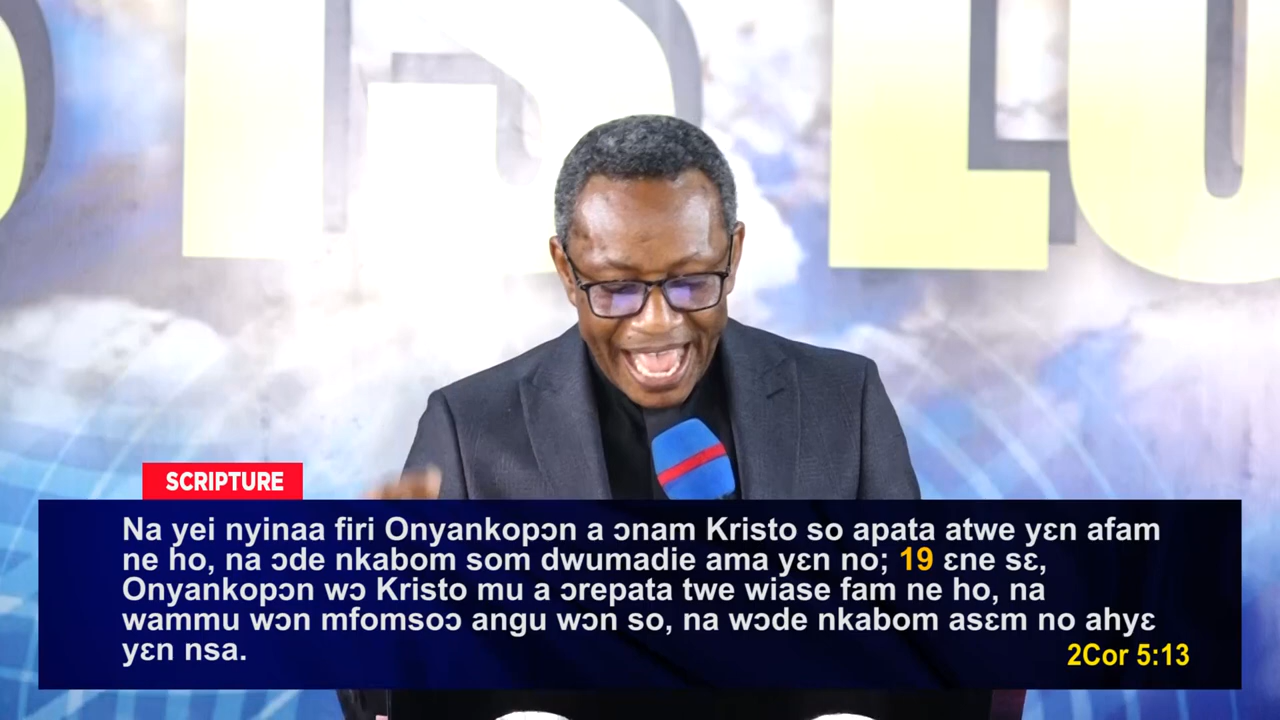 SCRIPTURE
Na yei nyinaa firi Onyankopɔn a ɔnam Kristo so apata atwe yɛn afam
ne ho, na ɔde nkabom som dwumadie ama yɛn no; 19 ɛne sɛ,
Onyankopɔn wɔ Kristo mu a ɔrepata twe wiase fam ne ho, na
wammu wɔn mfomsoɔ angu wɔn so, na wɔde nkabom asɛm no ahyɛ
yɛn nsa.
2Cor 5:13